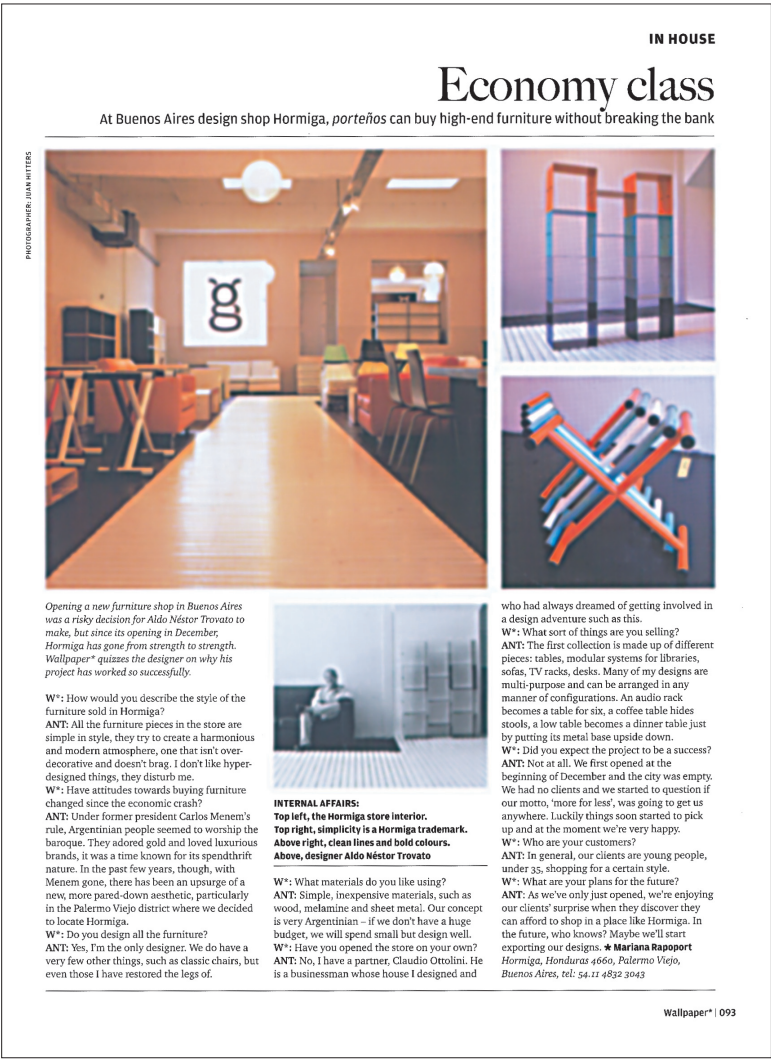 IN HOUSE
Economy class
At Buenos Aires design shop Hormiga, porteños can buy high-end furniture without breaking the bank
PHOTOGRAPHER: JUAN HITTERS
Opening a new furniture shop in Buenos Aires
was a risky decision for Aldo Néstor Trovato to
make, but since its opening in December,
Hormiga has gone from strength to strength.
Wallpaper* quizzes the designer on why his
project has worked so successfully.
W*: How would you describe the style of the
furniture sold in Hormiga?
ANT: All the furniture pieces in the store are
simple in style, they try to create a harmonious
and modern atmosphere, one that isn't over-
decorative and doesn't brag. I don't like hyper-
designed things, they disturb me.
W*: Have attitudes towards buying furniture
changed since the economic crash?
ANT: Under former president Carlos Menem's
rule, Argentinian people seemed to worship the
baroque. They adored gold and loved luxurious
brands, it was a time known for its spendthrift
nature. In the past few years, though, with
Menem gone, there has been an upsurge of a
new, more pared-down aesthetic, particularly
in the Palermo Viejo district where we decided
to locate Hormiga.
W*: Do you design all the furniture?
ANT: Yes, I'm the only designer. We do have a
very few other things, such as classic chairs, but
even those I have restored the legs of.
INTERNAL AFFAIRS:
Top left, the Hormiga store interior.
Top right, simplicity is a Hormiga trademark.
Above right, clean lines and bold colours.
Above, designer Aldo Néstor Trovato
W*: What materials do you like using?
ANT: Simple, inexpensive materials, such as
wood, melamine and sheet metal. Our concept
is very Argentinian – if we don't have a huge
budget, we will spend small but design well.
W*: Have you opened the store on your own?
ANT: No, I have a partner, Claudio Ottolini. He
is a businessman whose house I designed and
who had always dreamed of getting involved in
a design adventure such as this.
W*: What sort of things are you selling?
ANT: The first collection is made up of different
pieces: tables, modular systems for libraries,
sofas, TV racks, desks. Many of my designs are
multi-purpose and can be arranged in any
manner of configurations. An audio rack
becomes a table for six, a coffee table hides
stools, a low table becomes a dinner table just
by putting its metal base upside down.
W*: Did you expect the project to be a success?
ANT: Not at all. We first opened at the
beginning of December and the city was empty.
We had no clients and we started to question if
our motto, 'more for less', was going to get us
anywhere. Luckily things soon started to pick
up and at the moment we're very happy.
W*: Who are your customers?
ANT: In general, our clients are young people,
under 35, shopping for a certain style.
W*: What are your plans for the future?
ANT: As we've only just opened, we're enjoying
our clients' surprise when they discover they
can afford to shop in a place like Hormiga. In
the future, who knows? Maybe we'll start
exporting our designs. ★ Mariana Rapoport
Hormiga, Honduras 4660, Palermo Viejo,
Buenos Aires, tel: 54.11 4832 3043
Wallpaper* | 093